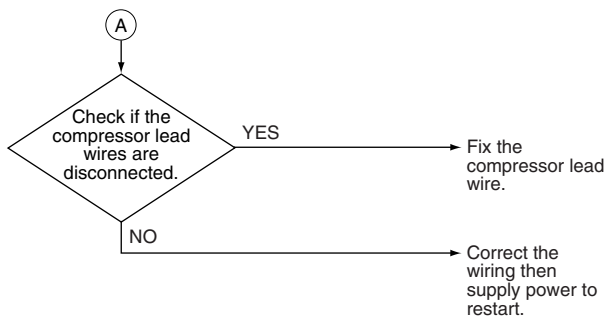 A
Check if the
compressor lead
wires are
disconnected.
YES
Fix the
compressor lead
wire.
NO
Correct the
wiring then
supply power to
restart.